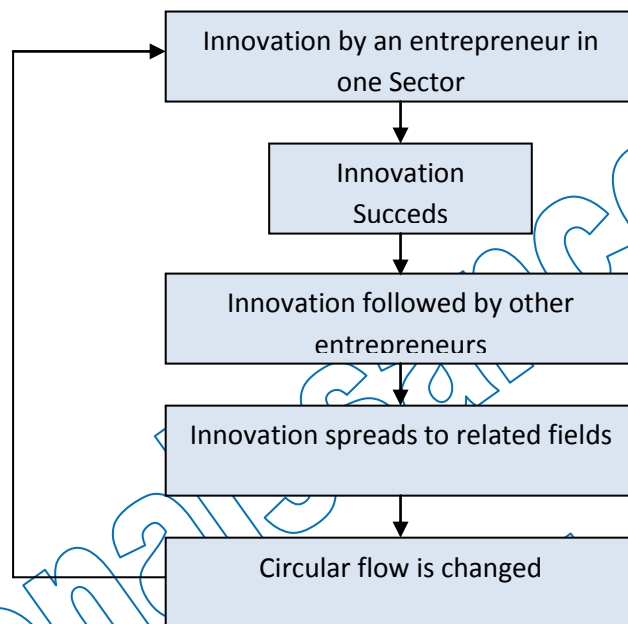 Innovation by an entrepreneur in
one Sector
Innovation
Succeds
Innovation followed by other
entrepreneurs
Innovation spreads to related fields
Circular flow is changed